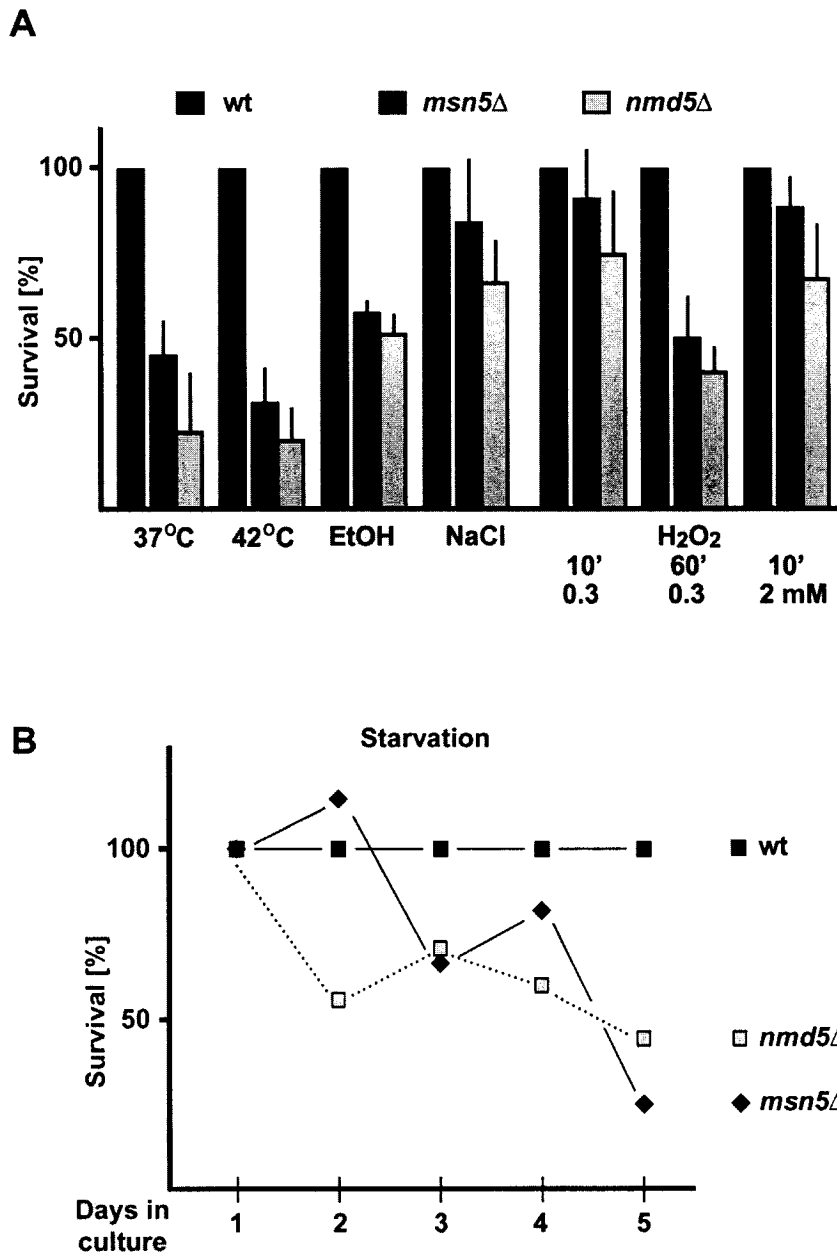 A
wt msn5Δ nmd5Δ
100
50
Survival [%]
37°C 42°C EtOH NaCl H₂O₂
10' 60' 10'
0.3 0.3 2 mM
B
Starvation
100
50
Survival [%]
wt
nmd5Δ
msn5Δ
Days in culture
1 2 3 4 5